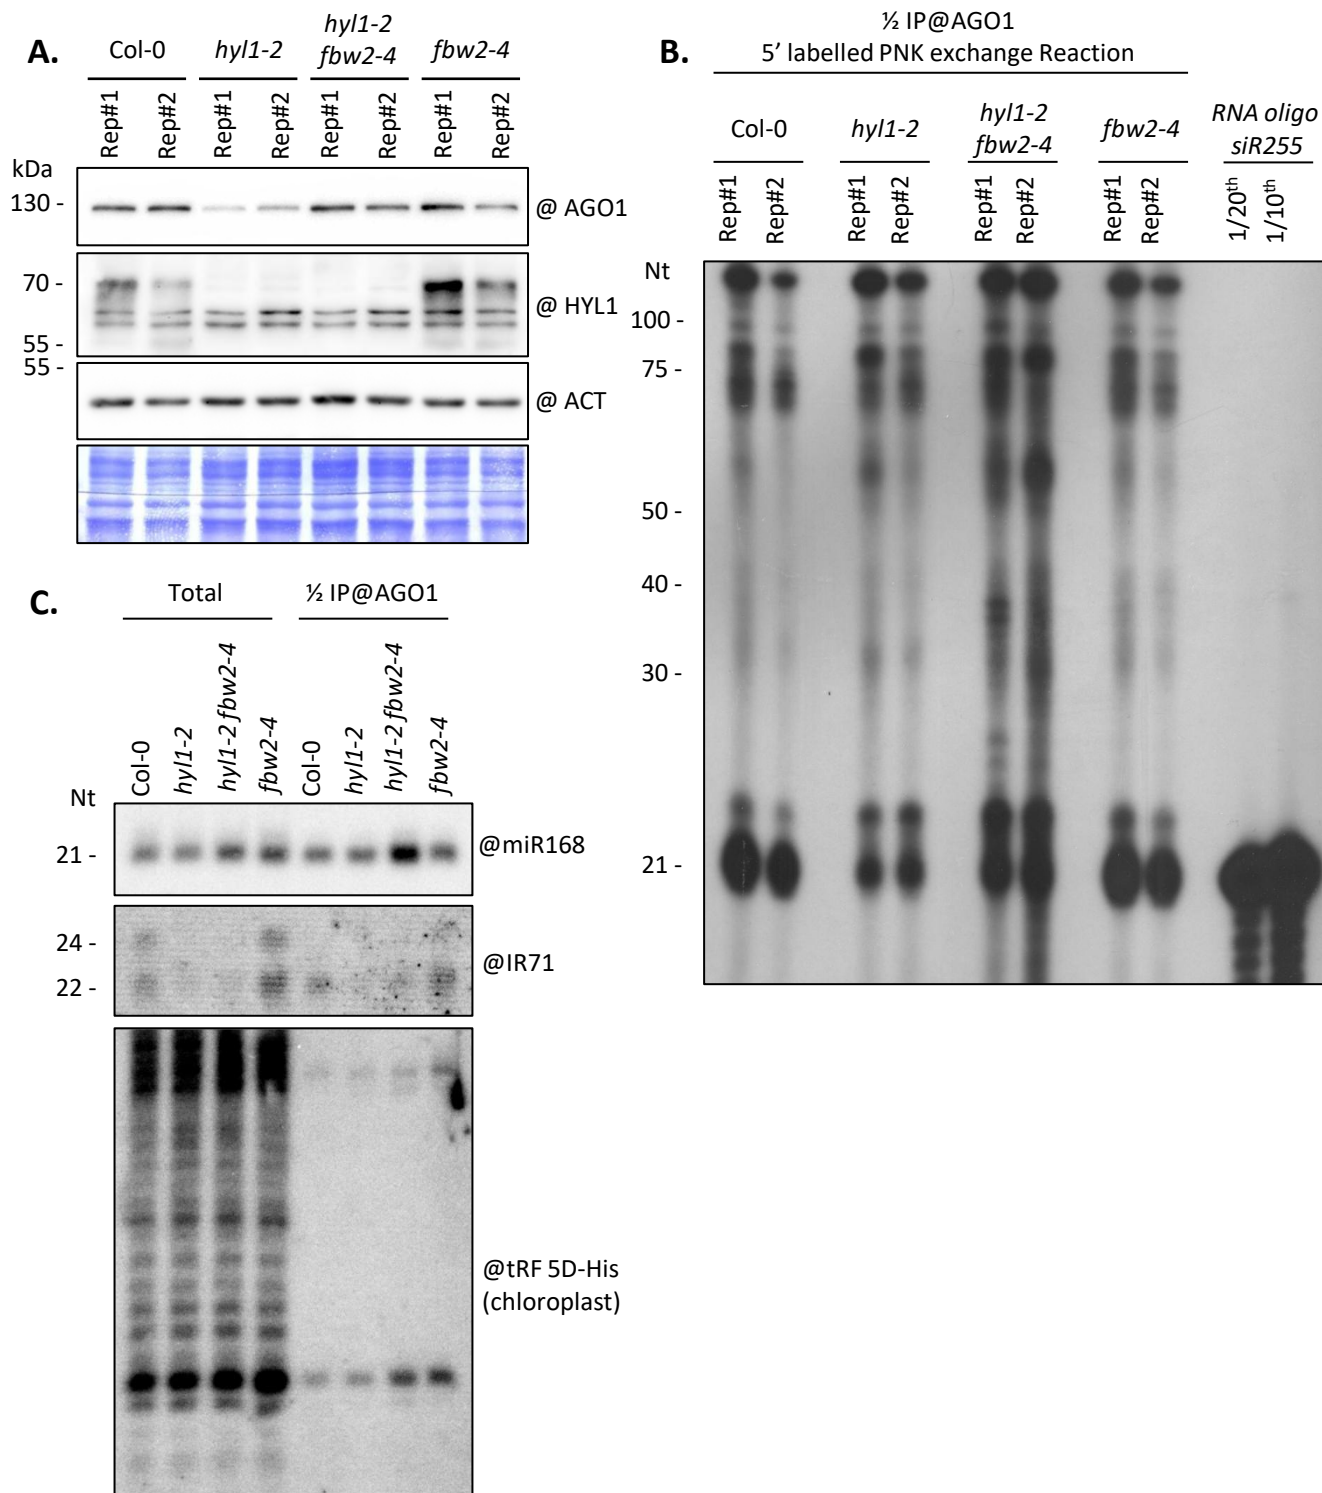 A.
Col-0
hyl1-2
hyl1-2
fbw2-4
fbw2-4
Rep#1
Rep#2
Rep#1
Rep#2
Rep#1
Rep#2
Rep#1
Rep#2
kDa
130 -
@ AGO1
70 -
@ HYL1
55 -
55 -
@ ACT
B.
½ IP@AGO1
5’ labelled PNK exchange Reaction
Col-0
hyl1-2
hyl1-2
fbw2-4
fbw2-4
RNA oligo
siR255
Rep#1
Rep#2
Rep#1
Rep#2
Rep#1
Rep#2
Rep#1
Rep#2
1/20th
1/10th
Nt
100 -
75 -
50 -
40 -
30 -
21 -
C.
Total
½ IP@AGO1
Col-0
hyl1-2
hyl1-2 fbw2-4
fbw2-4
Col-0
hyl1-2
hyl1-2 fbw2-4
fbw2-4
Nt
21 -
@miR168
24 -
22 -
@IR71
@tRF 5D-His
(chloroplast)